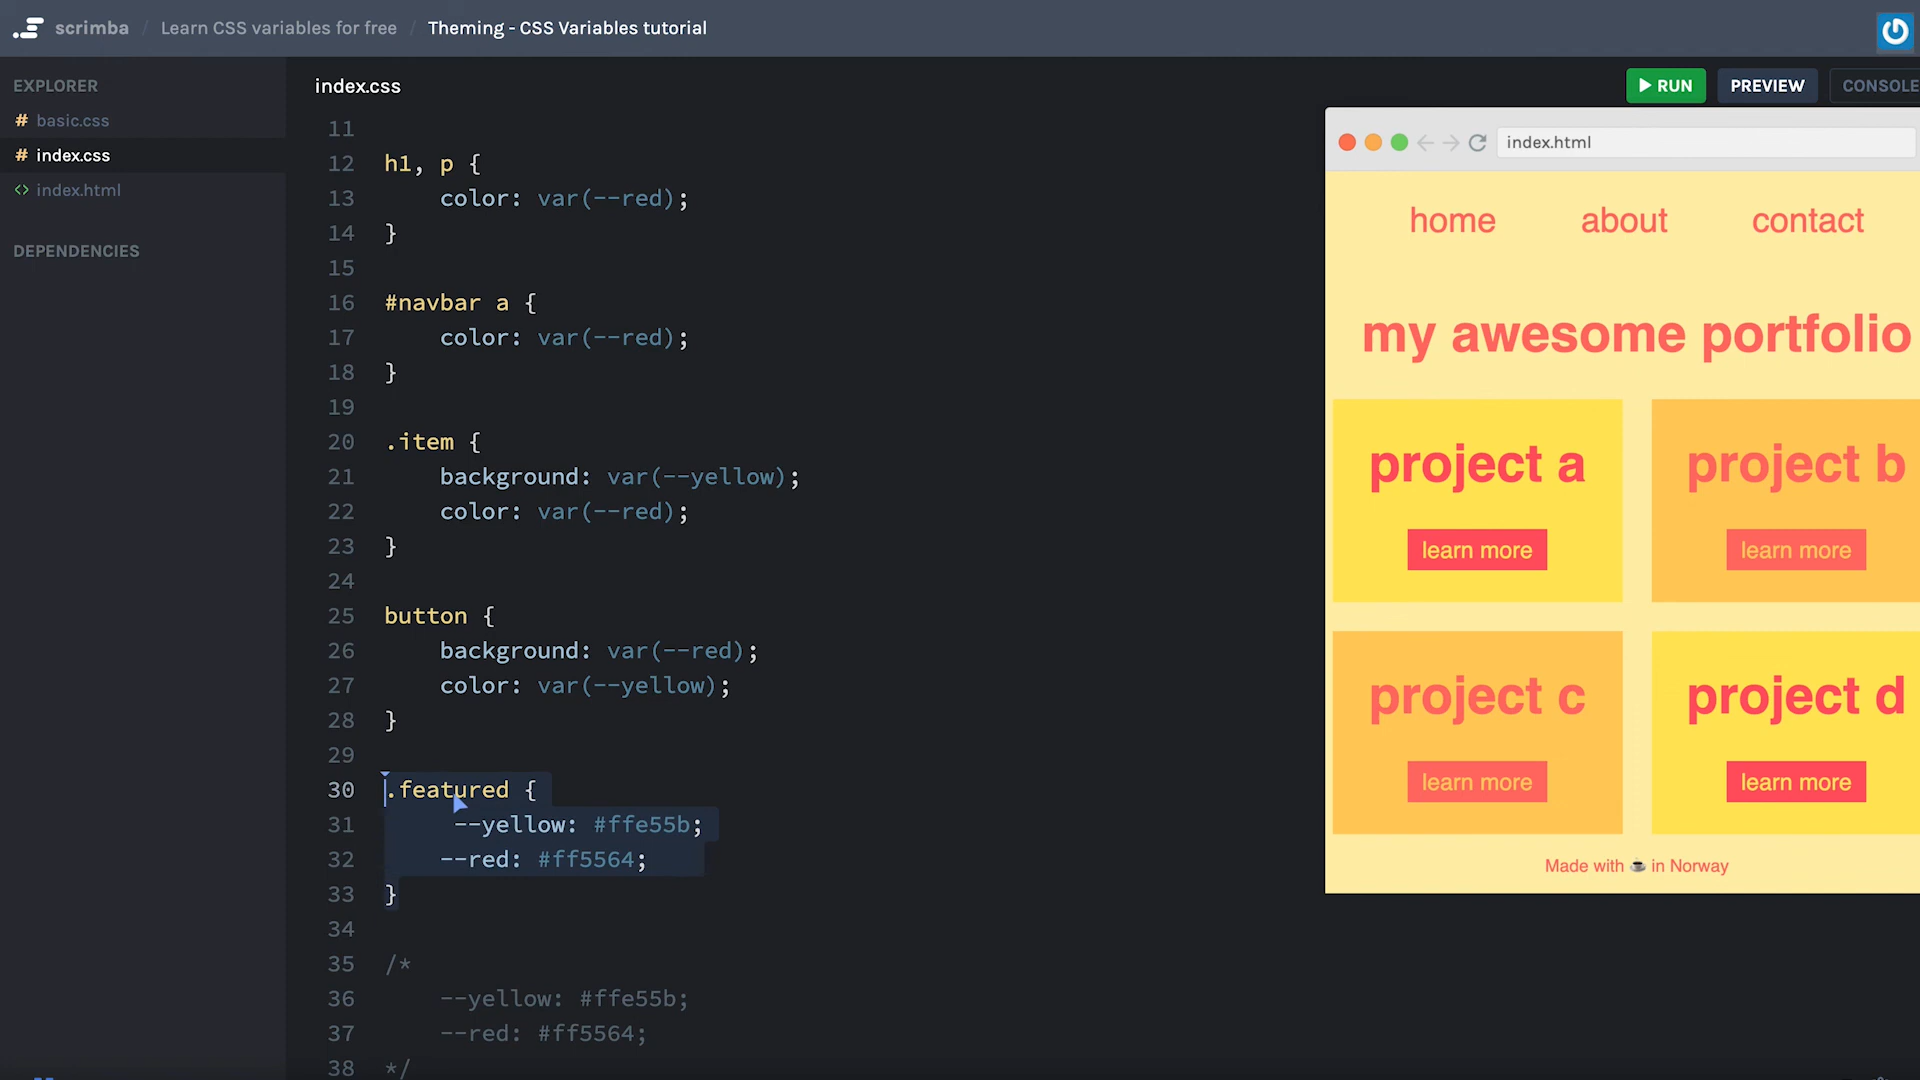 scrimba / Learn CSS variables for free / Theming - CSS Variables tutorial
EXPLORER
# basic.css
# index.css
<> index.html
DEPENDENCIES
index.css
RUN
PREVIEW
CONSOLE
11
12 h1, p {
13 color: var(--red);
14 }
15
16 #navbar a {
17 color: var(--red);
18 }
19
20 .item {
21 background: var(--yellow);
22 color: var(--red);
23 }
24
25 button {
26 background: var(--red);
27 color: var(--yellow);
28 }
29
30 .featured {
31 --yellow: #ffe55b;
32 --red: #ff5564;
33 }
34
35 /*
36 --yellow: #ffe55b;
37 --red: #ff5564;
38 */
index.html
home about contact
my awesome portfolio
project a
learn more
project b
learn more
project c
learn more
project d
learn more
Made with ☕ in Norway